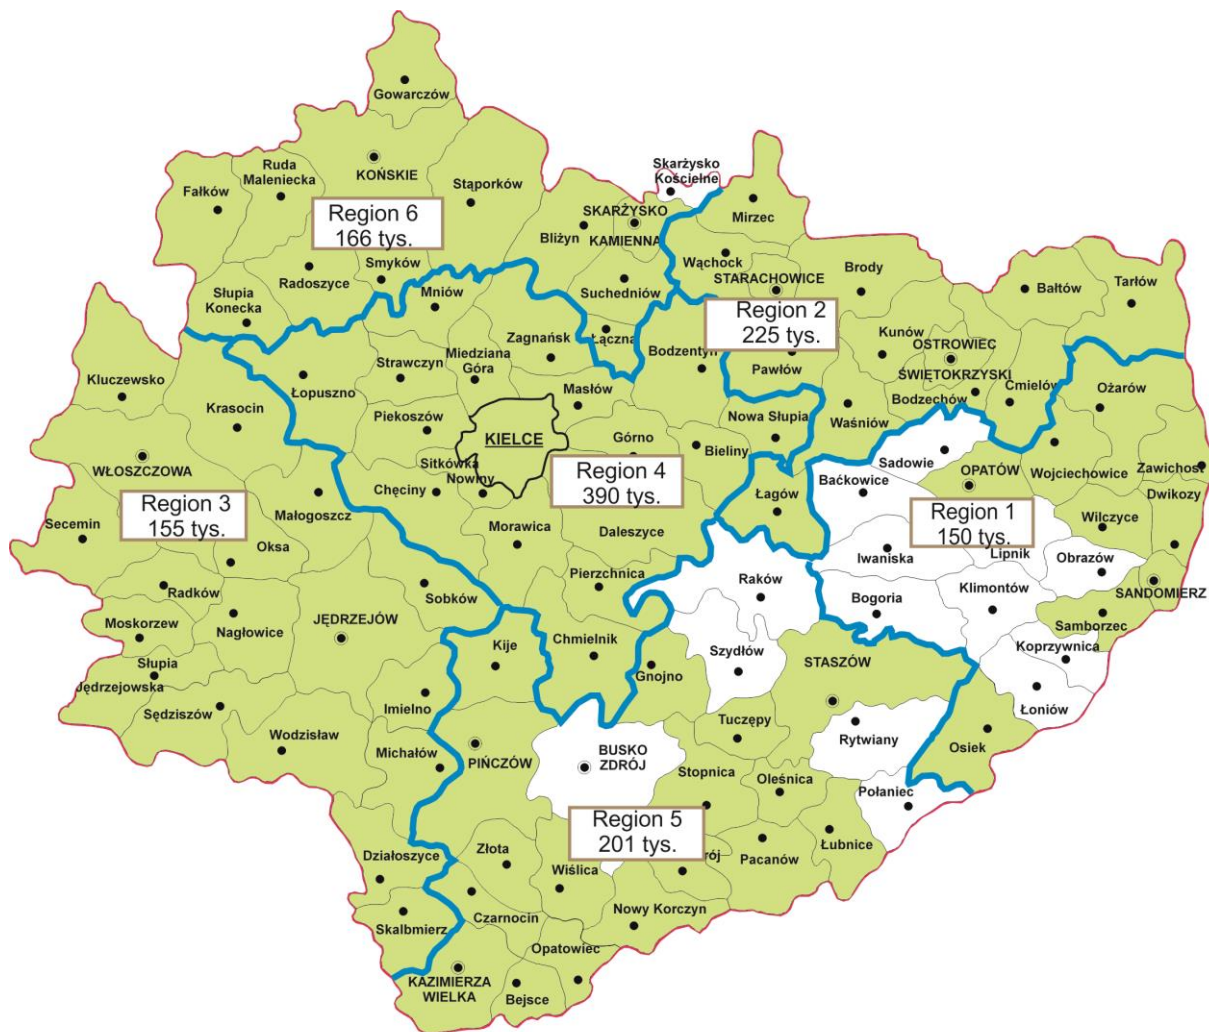 Gowarczów
Skarżysko
Kościelne
Ruda
Maleniecka
KOŃSKIE
Stąporków
Fałków
Mirzec
Region 6
166 tys.
SKARŻYSKO
KAMIENNA
Bliżyn
Wąchock
STARACHOWICE
Brody
Bałtów
Tarłów
Radoszyce
Smyków
Suchedniów
Słupia
Konecka
Mniów
Zagnańsk
Łączna
Region 2
225 tys.
Kunów
OSTROWIEC
ŚWIĘTOKRZYSKI
Bodzentyn
Pawłów
Strawczyn
Miedziana
Góra
Kluczewsko
Łopuszno
Masłów
Bodzechów
Ćmielów
Ożarów
Krasocin
Piekoszów
Nowa Słupia
Waśniów
KIELCE
Górno
Bieliny
Sadowie
OPATÓW
Wojciechowice
Zawichost
WŁOSZCZOWA
Sitkówka
Nowiny
Region 4
390 tys.
Chęciny
Łagów
Baćkowice
Dwikozy
Region 3
155 tys.
Małogoszcz
Region 1
150 tys.
Wilczyce
Secemin
Morawica
Daleszyce
Iwaniska
Lipnik
Obrazów
Oksa
Radków
Pierzchnica
Raków
Klimontów
SANDOMIERZ
Sobków
Bogoria
Moskorzew
Nagłowice
JĘDRZEJÓW
Samborzec
Kije
Chmielnik
Szydłów
Koprzywnica
Słupia
Jędrzejowska
Gnojno
STASZÓW
Imielno
Łoniów
Sędziszów
Tuczępy
Rytwiany
Osiek
Wodzisław
Michałów
PIŃCZÓW
BUSKO
ZDRÓJ
Stopnica
Oleśnica
Połaniec
Region 5
201 tys.
Działoszyce
Złota
Wiślica
Pacanów
Łubnice
Skalbmierz
Czarnocin
Nowy Korczyn
Opatowiec
KAZIMIERZA
WIELKA
Bejsce